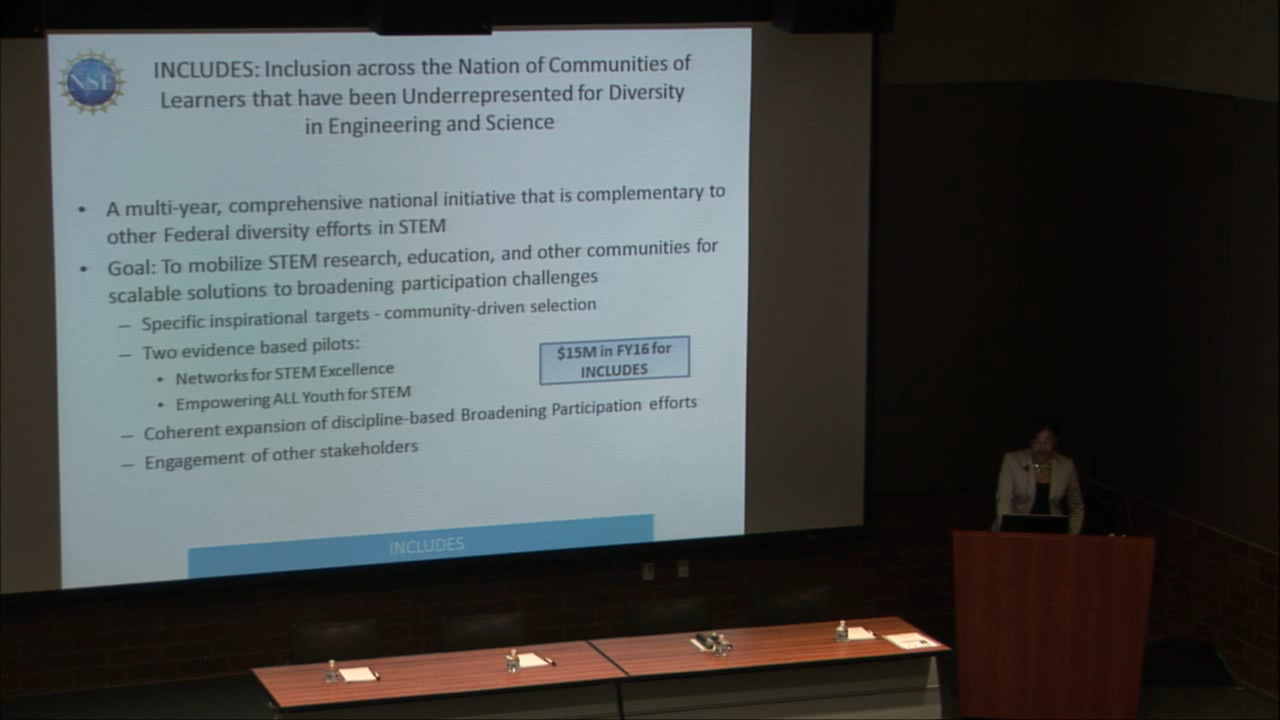 NSF
INCLUDES: Inclusion across the Nation of Communities of
Learners that have been Underrepresented for Diversity
in Engineering and Science
• A multi-year, comprehensive national initiative that is complementary to
other Federal diversity efforts in STEM
• Goal: To mobilize STEM research, education, and other communities for
scalable solutions to broadening participation challenges
– Specific inspirational targets - community-driven selection
– Two evidence based pilots:
• Networks for STEM Excellence
• Empowering ALL Youth for STEM
$15M in FY16 for
INCLUDES
– Coherent expansion of discipline-based Broadening Participation efforts
– Engagement of other stakeholders
INCLUDES